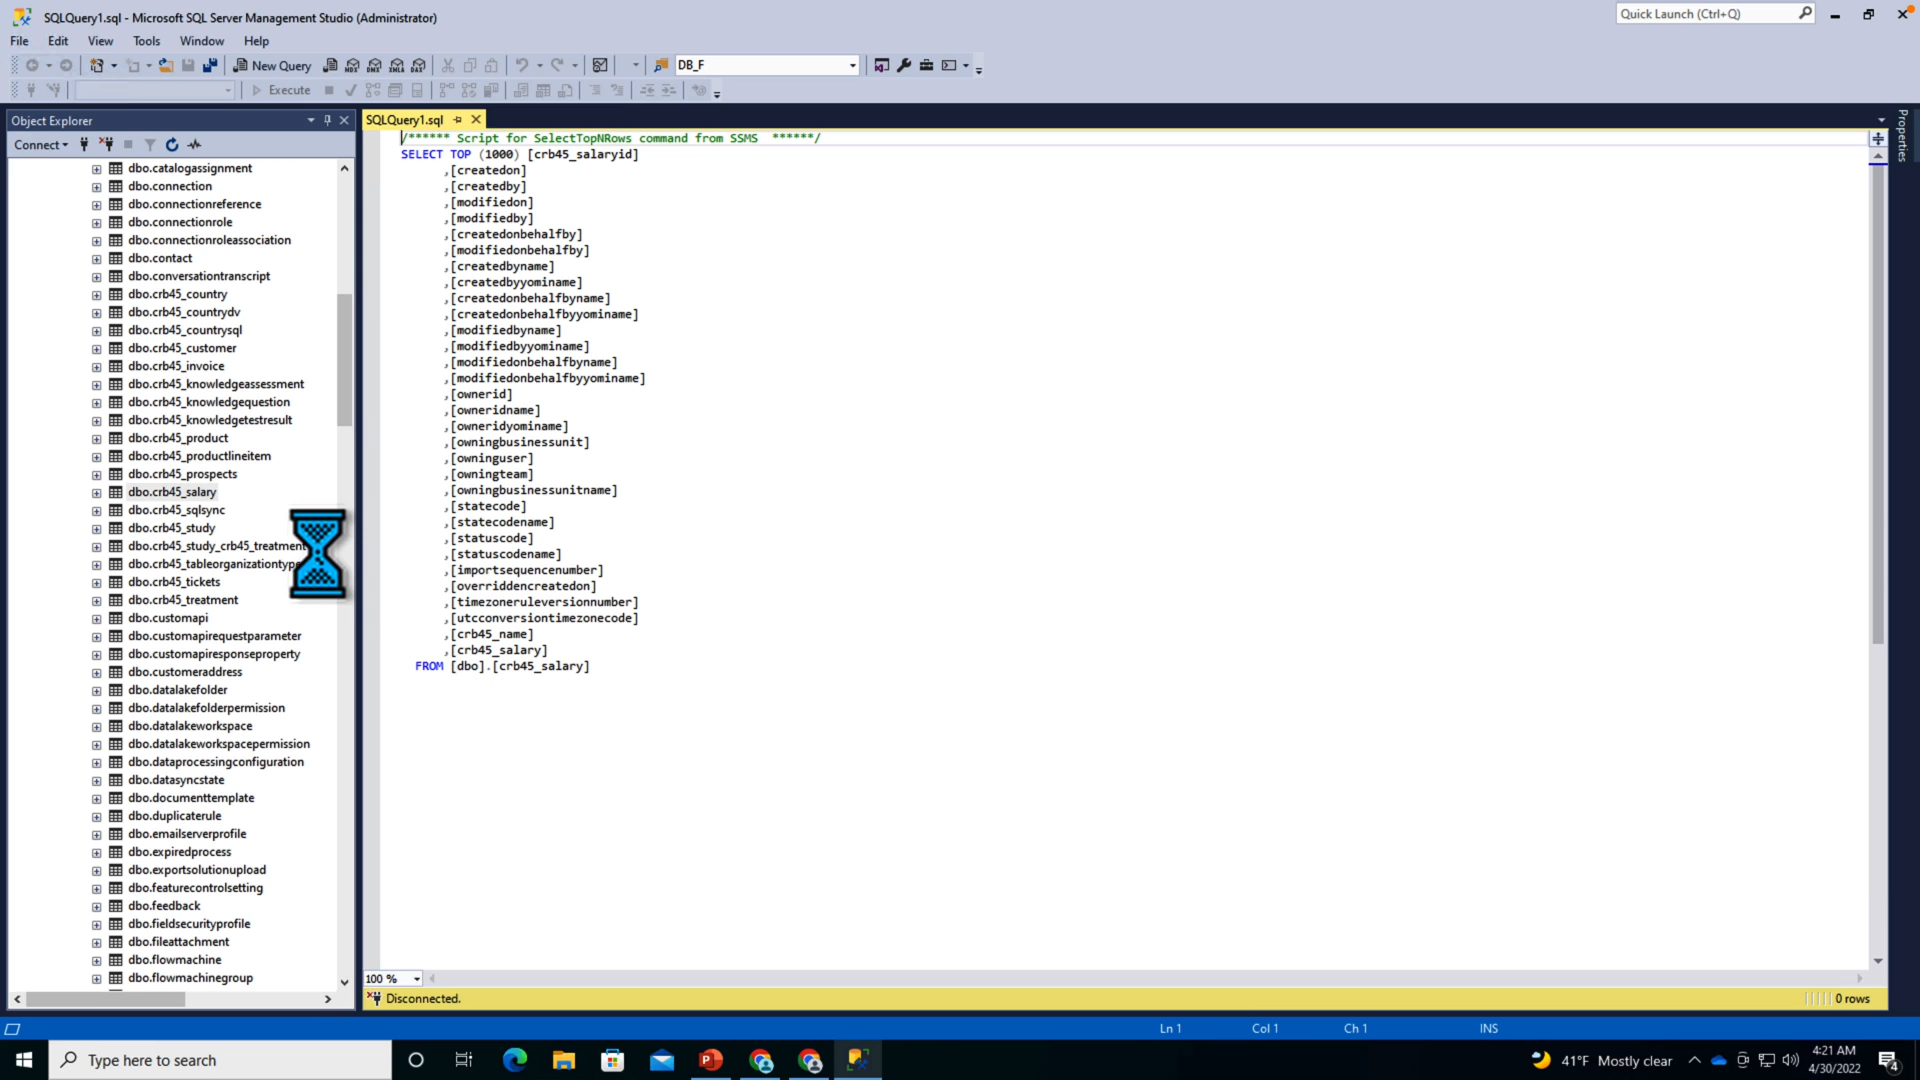 SQLQuery1.sql - Microsoft SQL Server Management Studio (Administrator)
Quick Launch (Ctrl+Q)
File Edit View Tools Window Help
New Query MDX DMX XMLA DAX DB_F
Execute
Object Explorer
SQLQuery1.sql
Properties
Connect
dbo.catalogassignment
dbo.connection
dbo.connectionreference
dbo.connectionrole
dbo.connectionroleassociation
dbo.contact
dbo.conversationtranscript
dbo.crb45_country
dbo.crb45_countrydv
dbo.crb45_countrysql
dbo.crb45_customer
dbo.crb45_invoice
dbo.crb45_knowledgeassessment
dbo.crb45_knowledgequestion
dbo.crb45_knowledgetestresult
dbo.crb45_product
dbo.crb45_productlineitem
dbo.crb45_prospects
dbo.crb45_salary
dbo.crb45_sqlsync
dbo.crb45_study
dbo.crb45_study_crb45_treatment
dbo.crb45_tableorganizationtype
dbo.crb45_tickets
dbo.crb45_treatment
dbo.customapi
dbo.customapirequestparameter
dbo.customapiresponseproperty
dbo.customeraddress
dbo.datalakefolder
dbo.datalakefolderpermission
dbo.datalakeworkspace
dbo.datalakeworkspacepermission
dbo.dataprocessingconfiguration
dbo.datasyncstate
dbo.documenttemplate
dbo.duplicaterule
dbo.emailserverprofile
dbo.expiredprocess
dbo.exportsolutionupload
dbo.featurecontrolsetting
dbo.feedback
dbo.fieldsecurityprofile
dbo.fileattachment
dbo.flowmachine
dbo.flowmachinegroup
/****** Script for SelectTopNRows command from SSMS ******/
SELECT TOP (1000) [crb45_salaryid]
,[createdon]
,[createdby]
,[modifiedon]
,[modifiedby]
,[createdonbehalfby]
,[modifiedonbehalfby]
,[createdbyname]
,[createdbyyominame]
,[createdonbehalfbyname]
,[createdonbehalfbyyominame]
,[modifiedbyname]
,[modifiedbyyominame]
,[modifiedonbehalfbyname]
,[modifiedonbehalfbyyominame]
,[ownerid]
,[owneridname]
,[owneridyominame]
,[owningbusinessunit]
,[owninguser]
,[owningteam]
,[owningbusinessunitname]
,[statecode]
,[statecodename]
,[statuscode]
,[statuscodename]
,[importsequencenumber]
,[overriddencreatedon]
,[timezoneruleversionnumber]
,[utcconversiontimezonecode]
,[crb45_name]
,[crb45_salary]
FROM [dbo].[crb45_salary]
100 %
Disconnected.
0 rows
Ln 1 Col 1 Ch 1 INS
Type here to search
41°F Mostly clear
4:21 AM
4/30/2022
4